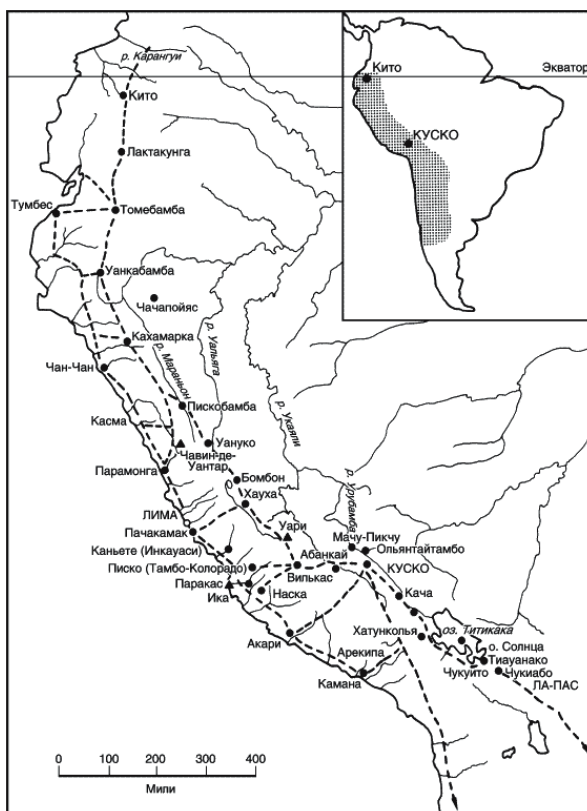 р. Карангуи
Экватор
Кито
Кито
КУСКО
Лактакунга
Тумбес
Томебамба
Уанкабамба
Чачапойяс
Кахамарка
р. Мараньон
р. Уальяга
р. Укаяли
Чан-Чан
Пискобамба
Касма
Уануко
Чавин-де-
Уантар
Парамонга
Бомбон
Хауха
р. Урубамба
ЛИМА
Уари
Мачу-Пикчу
Пачакамак
Ольянтайтамбо
Каньете (Инкауаси)
Абанкай
КУСКО
Писко (Тамбо-Колорадо)
Вилькас
Паракас
Наска
Кача
Ика
оз. Титикака
Хатунколья
о. Солнца
Акари
Тиауанако
Арекипа
Чукуито
Чукиабо
Камана
ЛА-ПАС
0 100 200 300 400
Мили